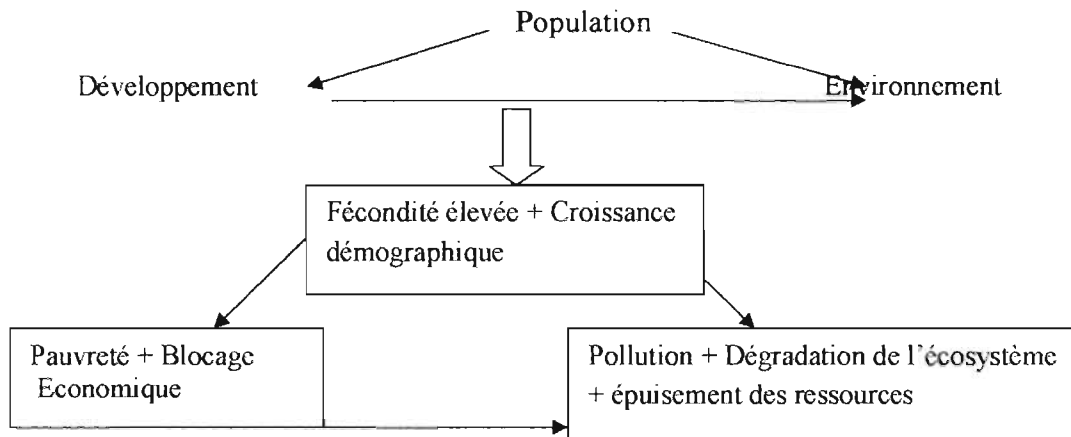 Population
Développement Environnement
Fécondité élevée + Croissance
démographique
Pauvreté + Blocage
Economique
Pollution + Dégradation de l'écosystème
+ épuisement des ressources